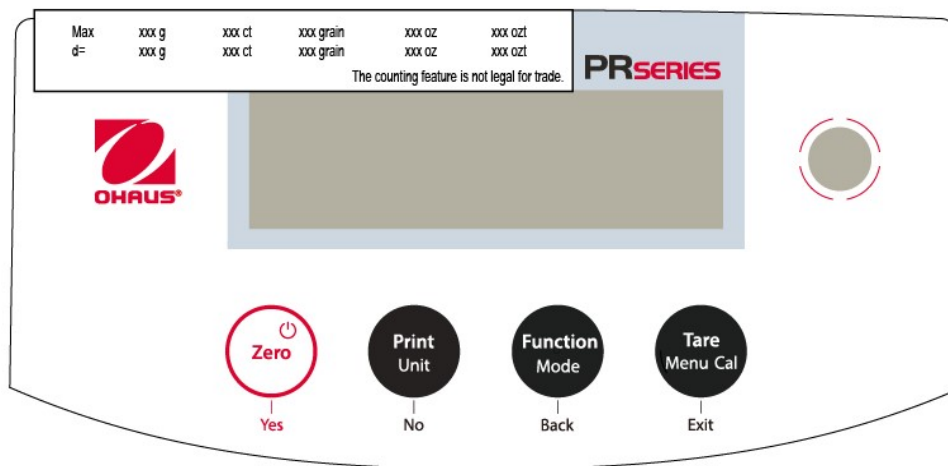 Max xxx g xxx ct xxx grain xxx oz xxx ozt
d= xxx g xxx ct xxx grain xxx oz xxx ozt
The counting feature is not legal for trade.
PRSERIES
OHAUS®
Zero
Print
Unit
Function
Mode
Tare
Menu Cal
Yes No Back Exit